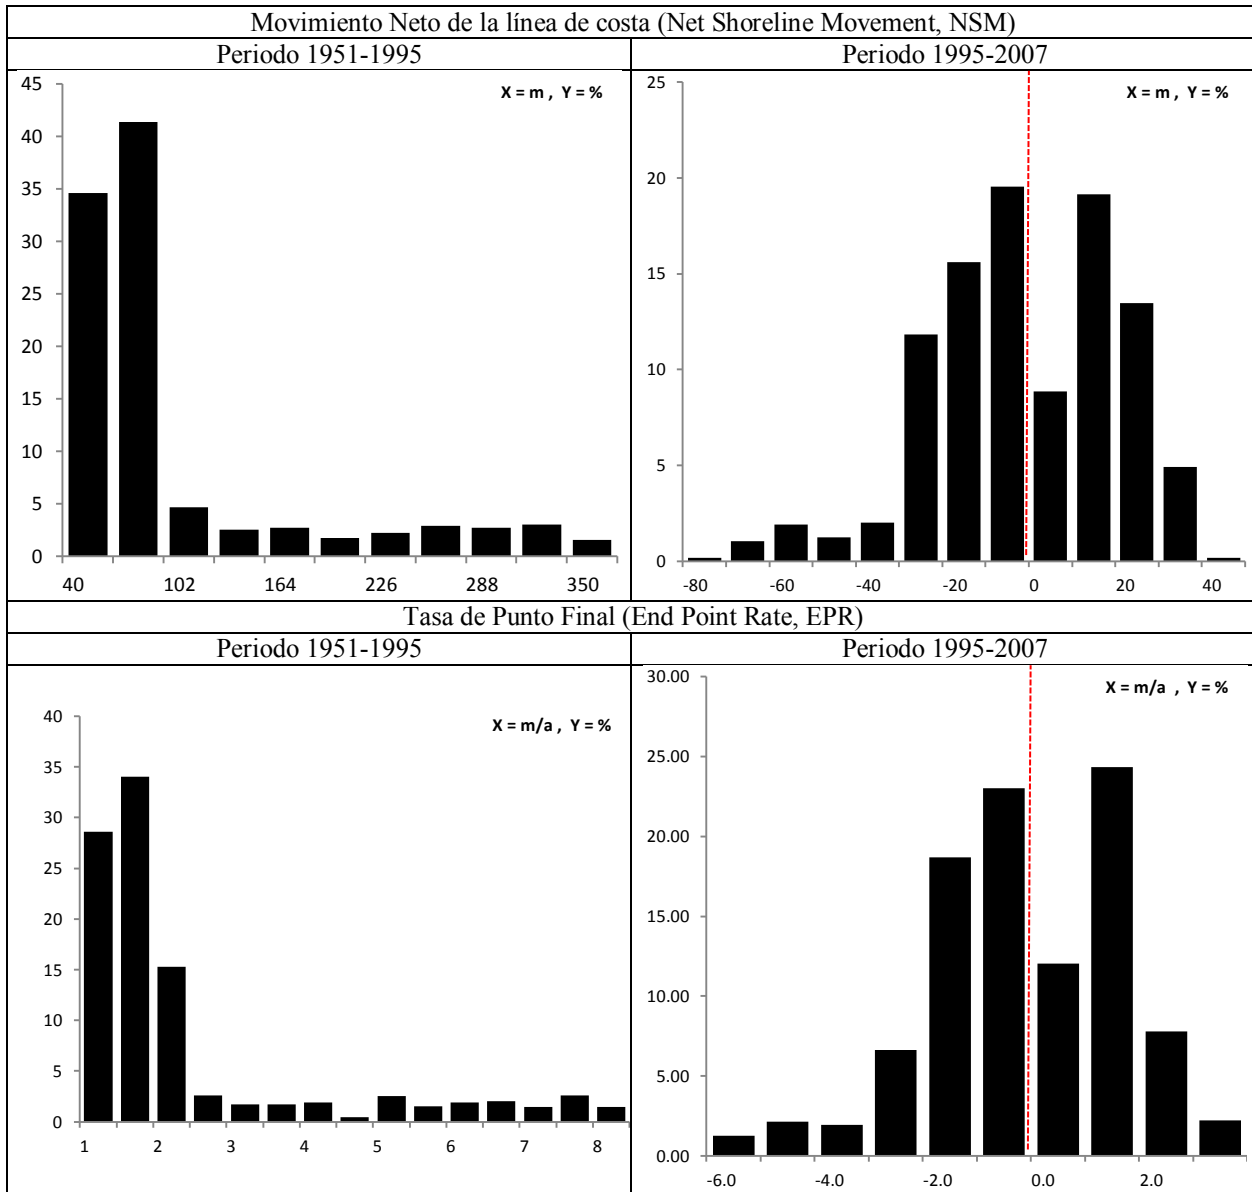 Movimiento Neto de la línea de costa (Net Shoreline Movement, NSM)
Periodo 1951-1995
Periodo 1995-2007
X = m , Y = %
45
40
35
30
25
20
15
10
5
0
40 102 164 226 288 350
X = m , Y = %
25
20
15
10
5
0
-80 -60 -40 -20 0 20 40
Tasa de Punto Final (End Point Rate, EPR)
Periodo 1951-1995
Periodo 1995-2007
X = m/a , Y = %
40
35
30
25
20
15
10
5
0
1 2 3 4 5 6 7 8
X = m/a , Y = %
30.00
25.00
20.00
15.00
10.00
5.00
0.00
-6.0 -4.0 -2.0 0.0 2.0